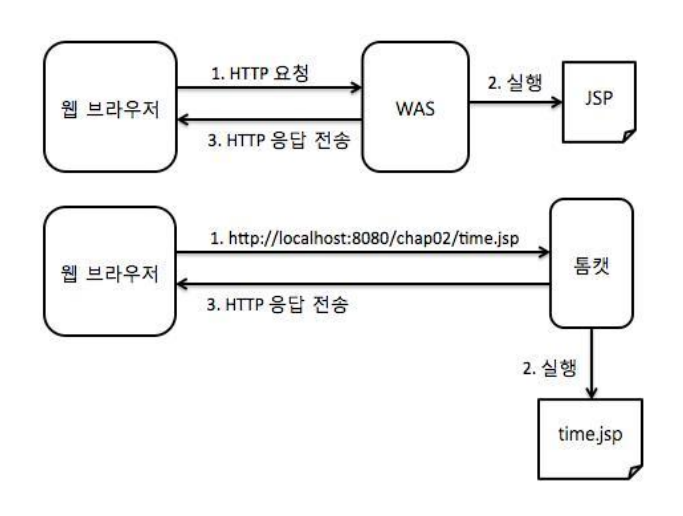 1. HTTP 요청
웹 브라우저
WAS
2. 실행
JSP
3. HTTP 응답 전송
1. http://localhost:8080/chap02/time.jsp
웹 브라우저
톰캣
3. HTTP 응답 전송
2. 실행
time.jsp